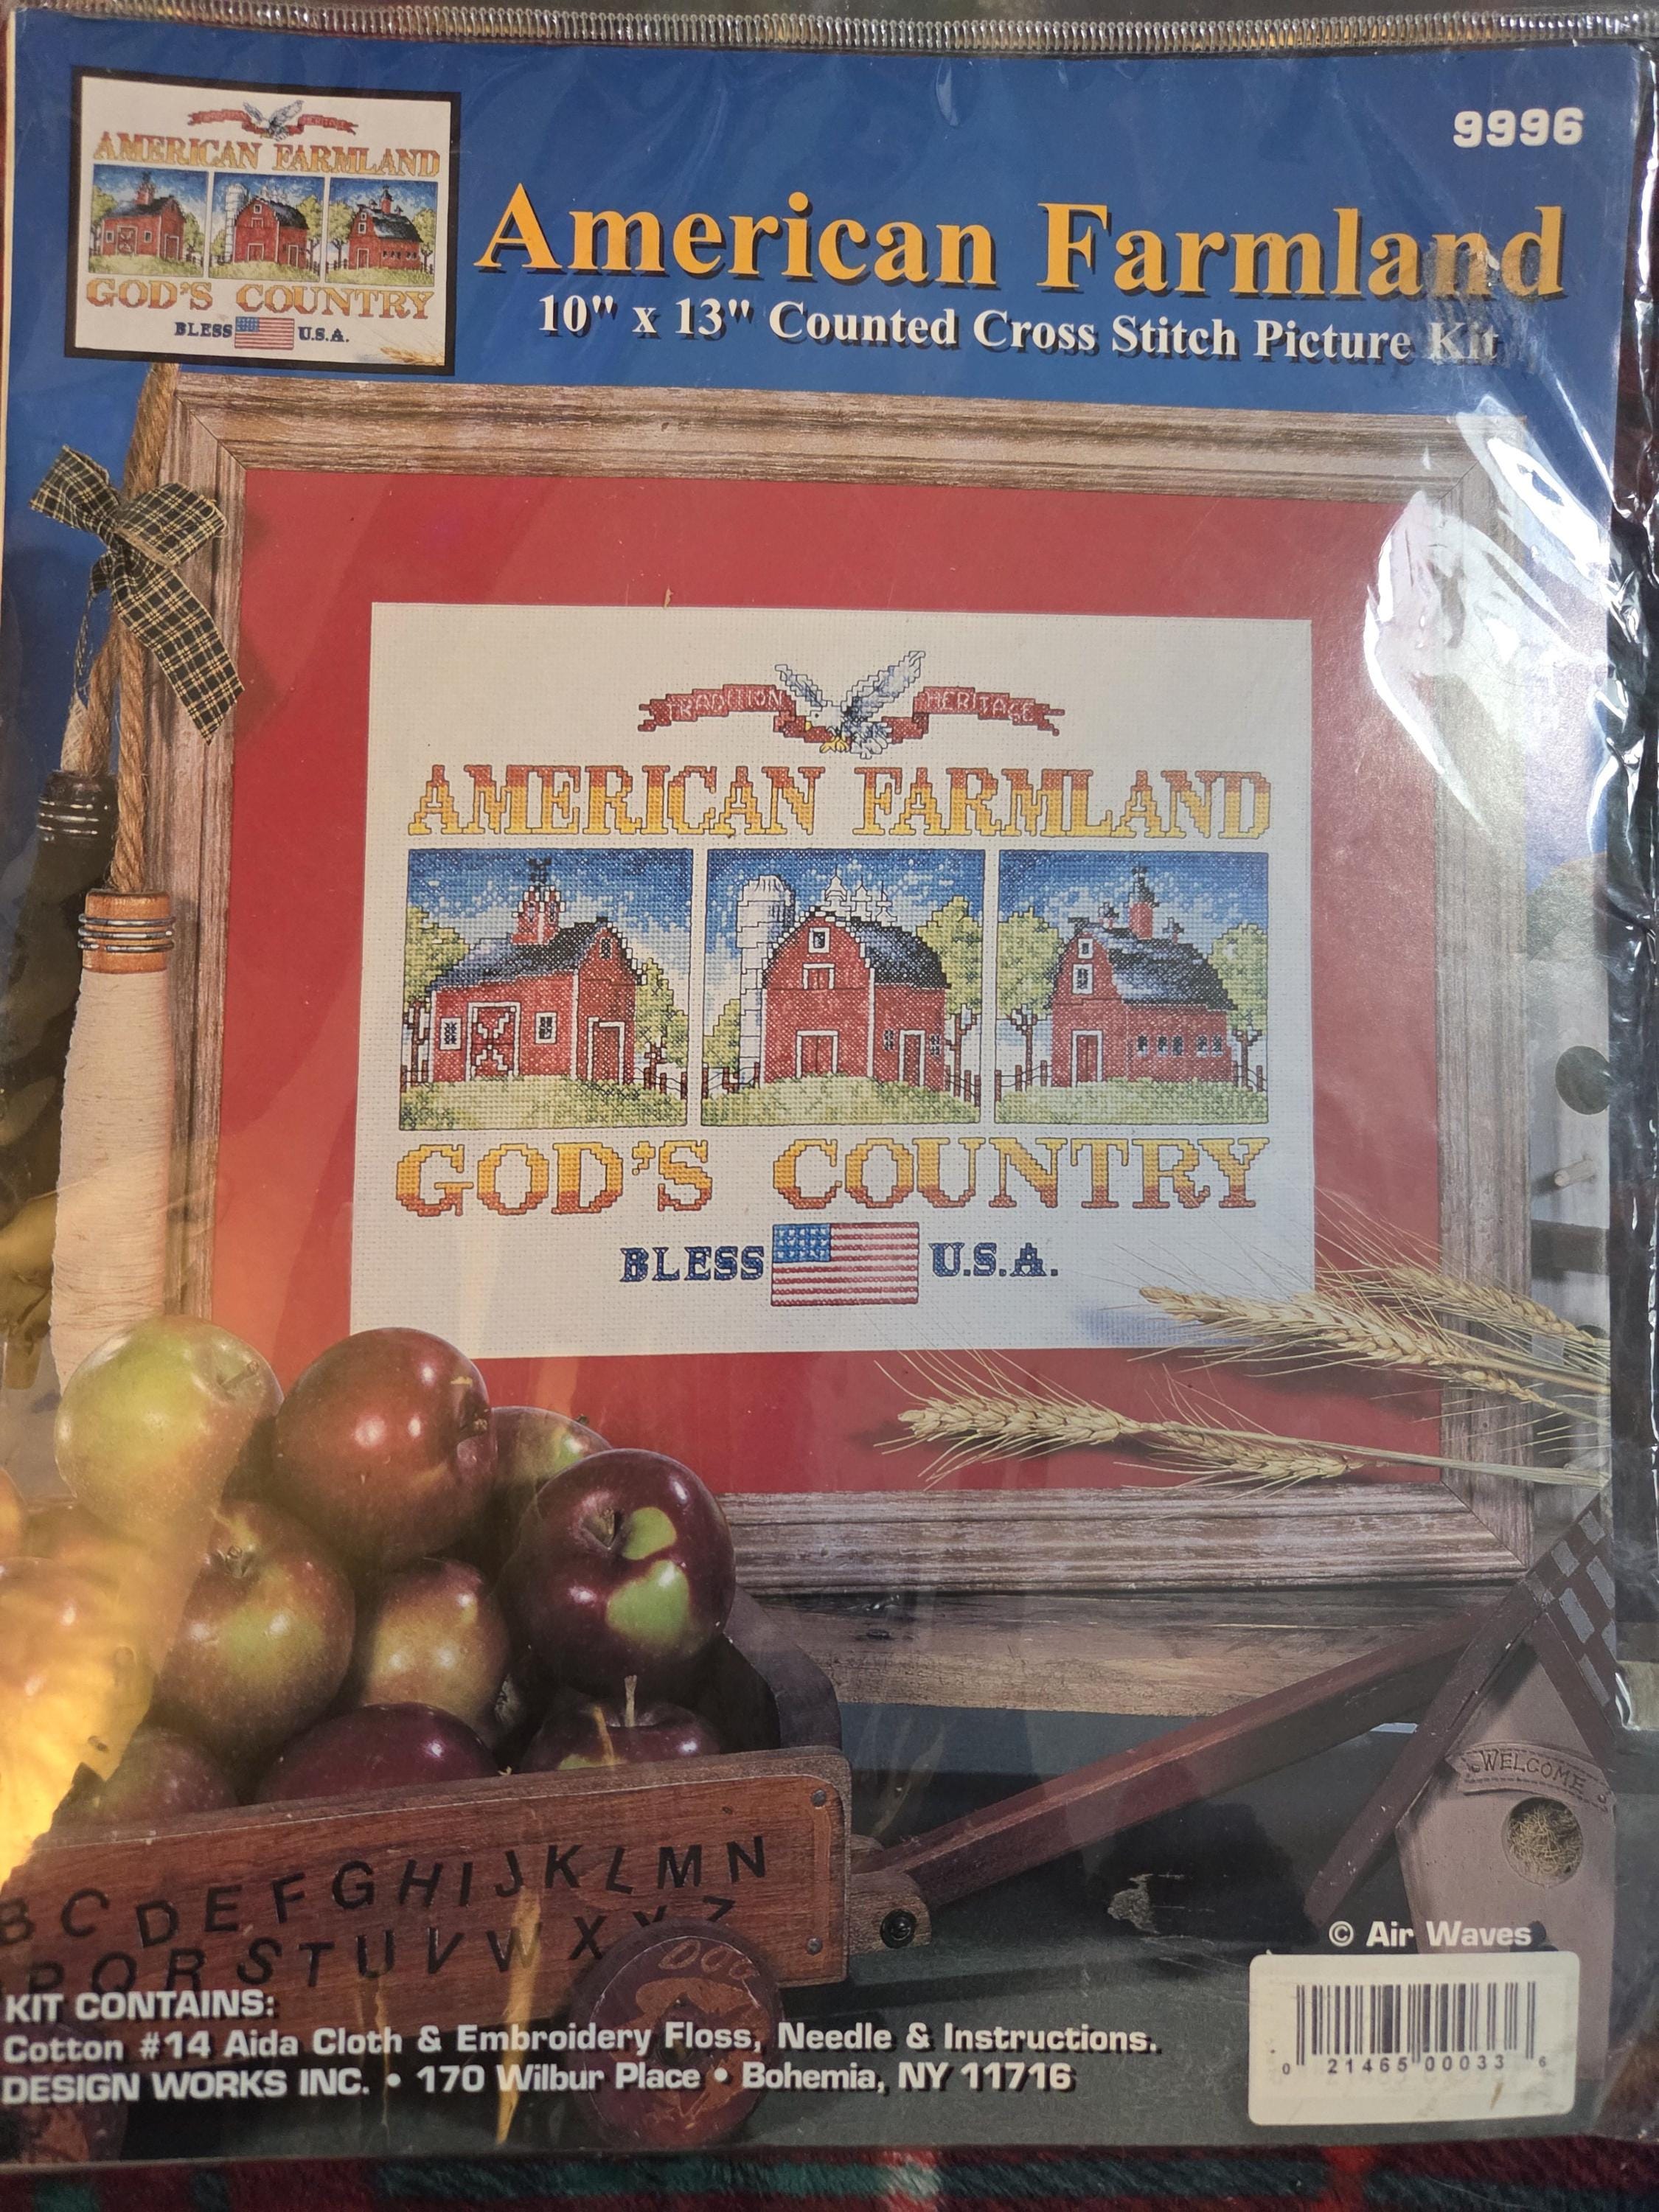 9996
AMERICAN FARMLAND
GOD'S COUNTRY
BLESS U.S.A.
American Farmland
10" x 13" Counted Cross Stitch Picture Kit
TRADITION HERITAGE
AMERICAN FARMLAND
GOD'S COUNTRY
BLESS U.S.A.
WELCOME
B C D E F G H I J K L M N
P Q R S T U V W X Y Z
© Air Waves
KIT CONTAINS:
Cotton #14 Aida Cloth & Embroidery Floss, Needle & Instructions.
DESIGN WORKS INC. • 170 Wilbur Place • Bohemia, NY 11716
0 21465 00033 6